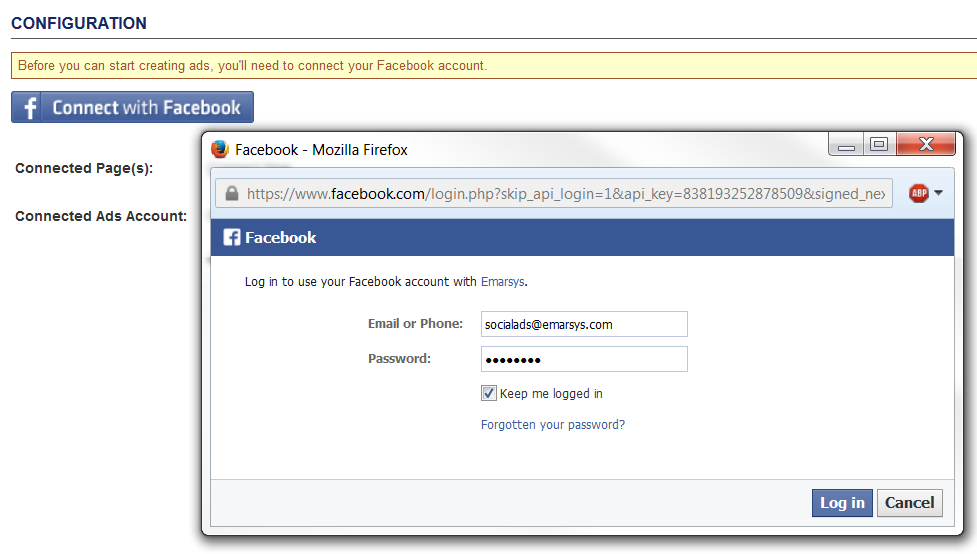 CONFIGURATION
Before you can start creating ads, you'll need to connect your Facebook account.
f Connect with Facebook
Connected Page(s):
Connected Ads Account:
Facebook - Mozilla Firefox
https://www.facebook.com/login.php?skip_api_login=1&api_key=838193252878509&signed_nex
ABP
Facebook
Log in to use your Facebook account with Emarsys.
Email or Phone: socialads@emarsys.com
Password: ••••••••
Keep me logged in
Forgotten your password?
Log in Cancel